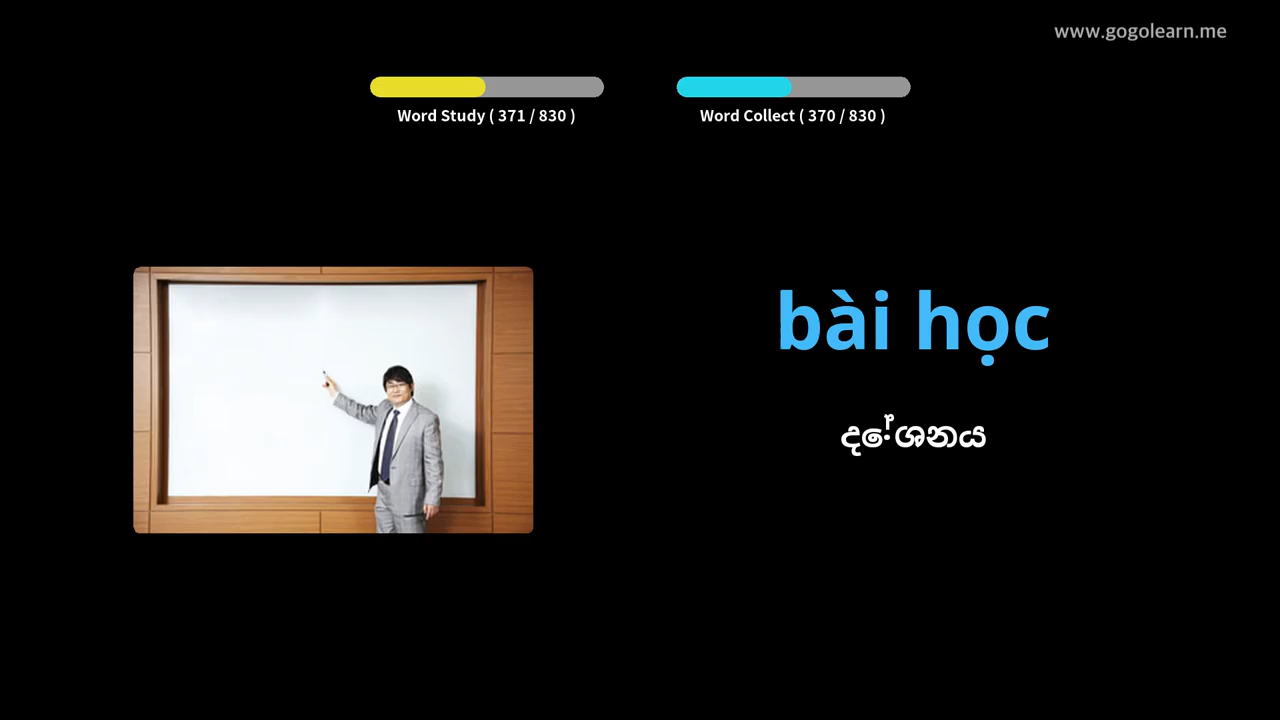 www.gogolearn.me
Word Study ( 371 / 830 )
Word Collect ( 370 / 830 )
bài học
දේශනය